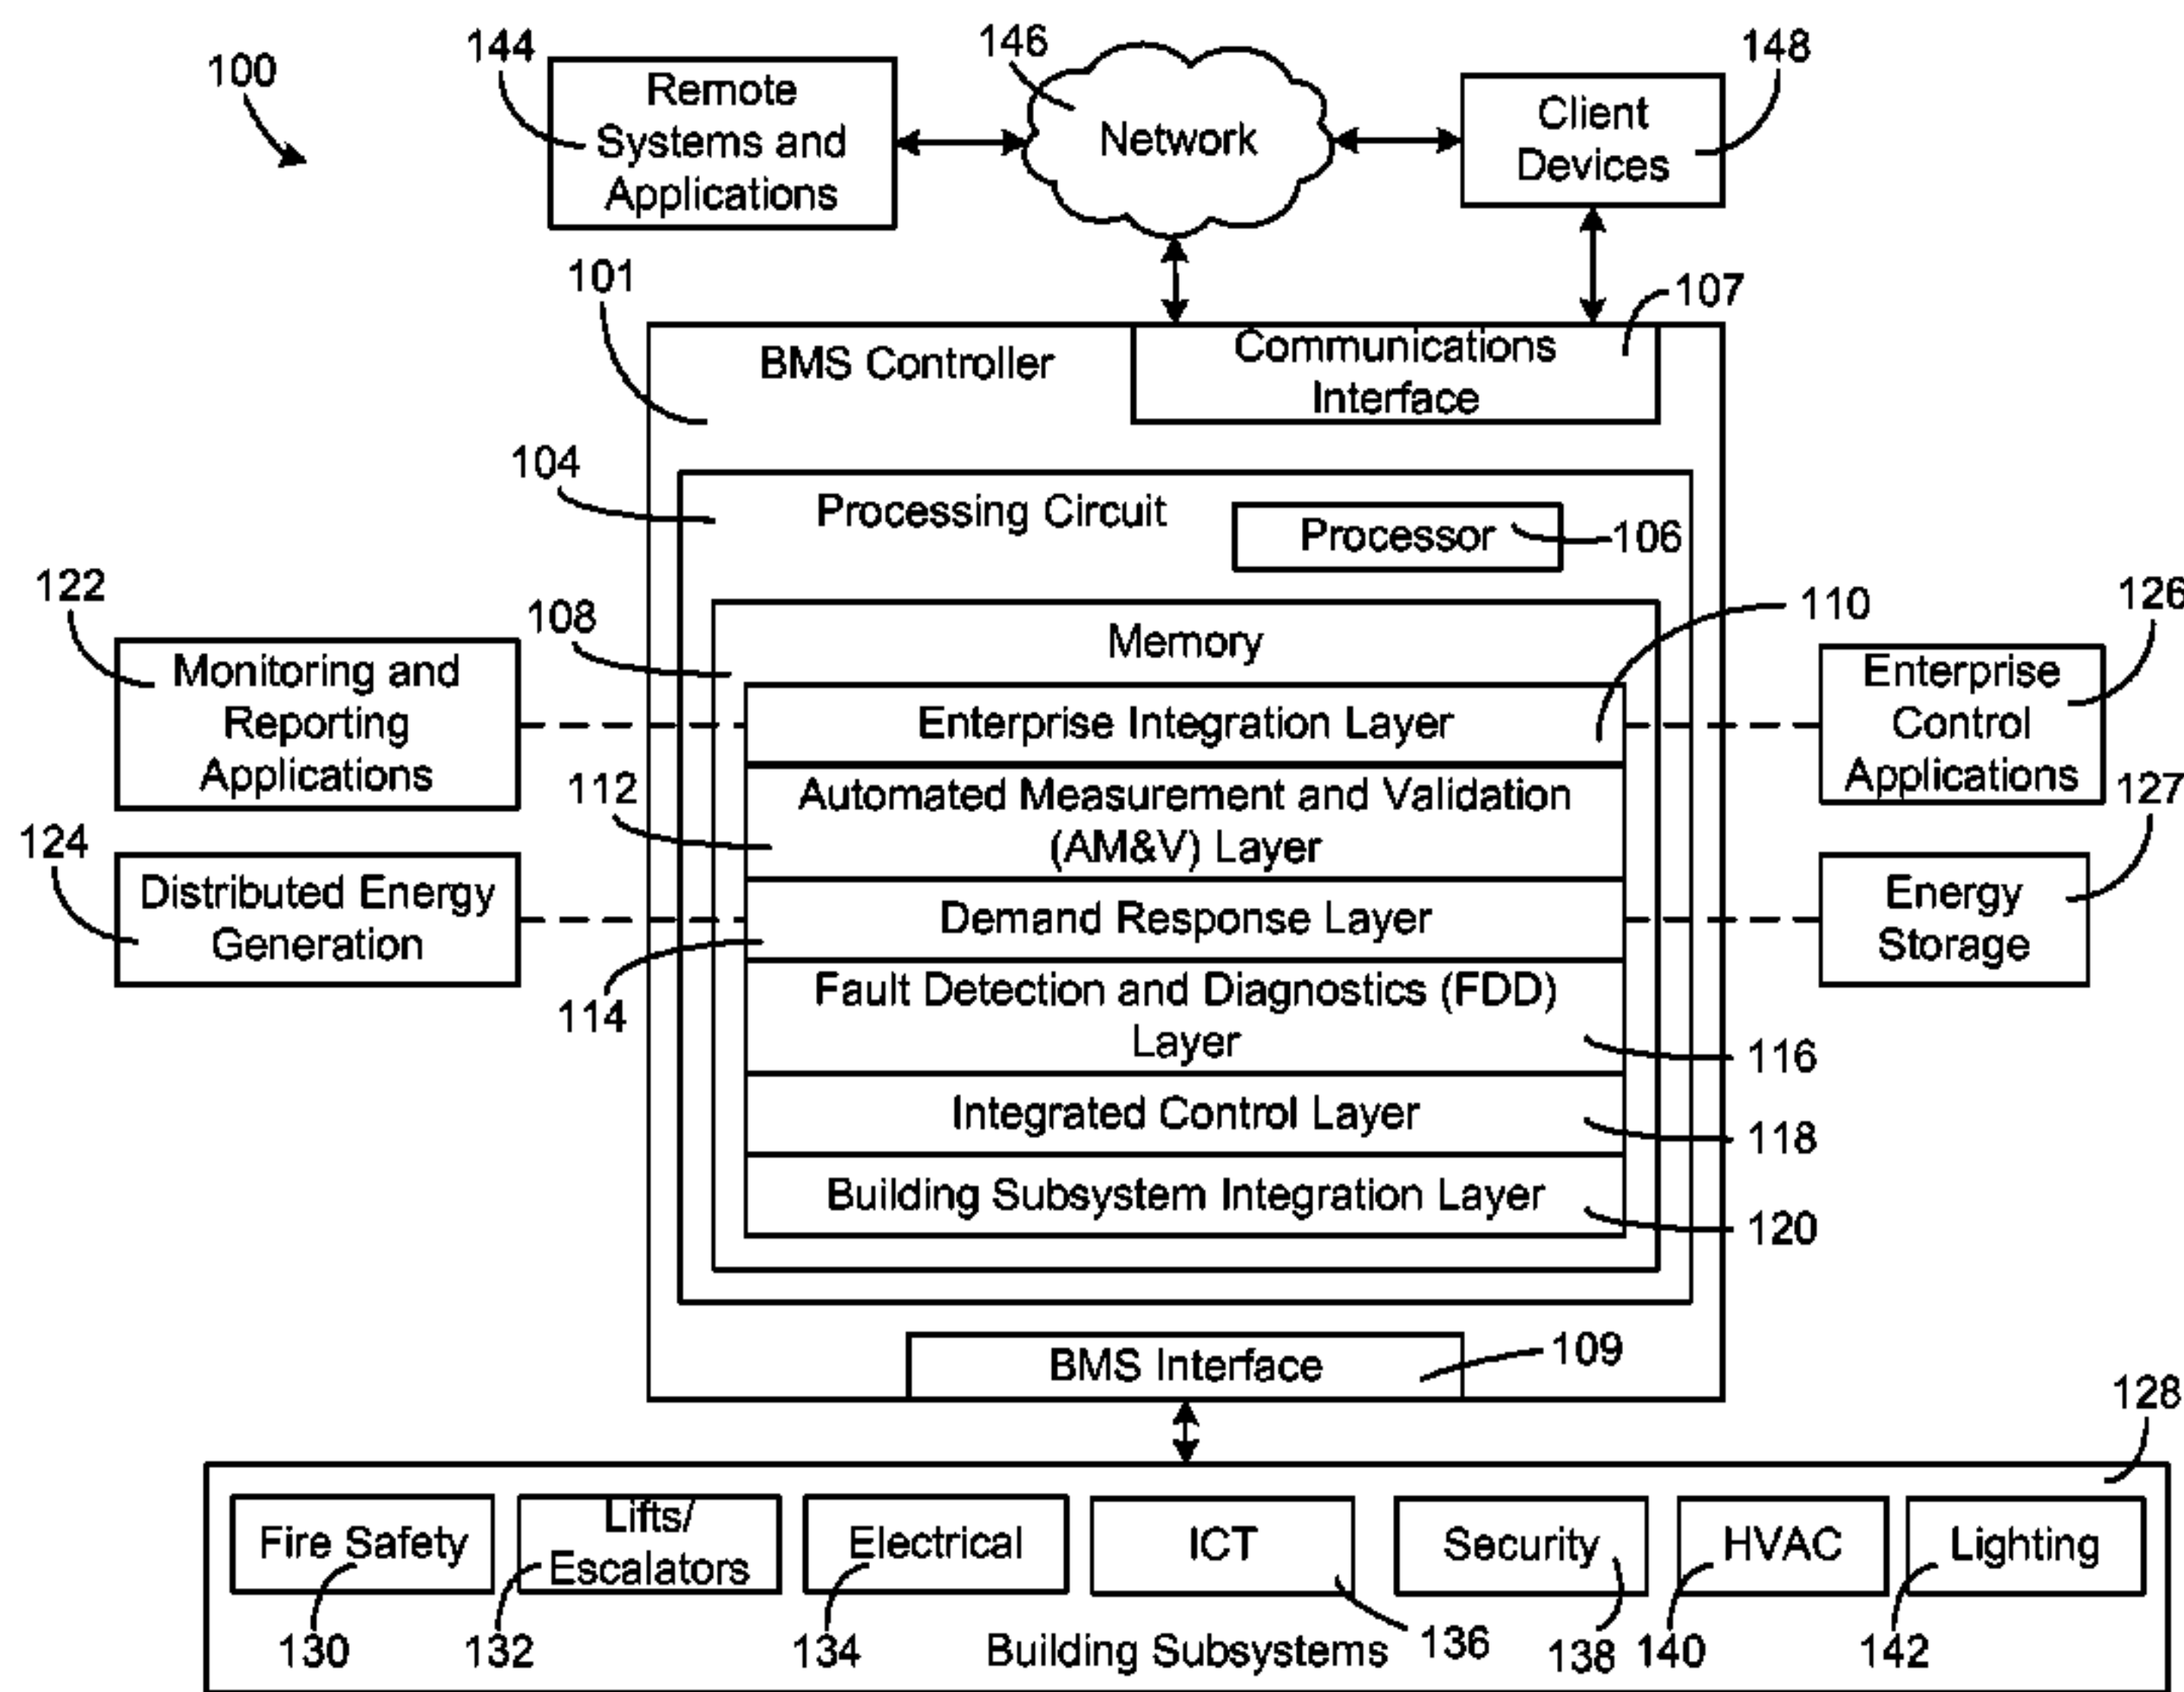 100
144
Remote
Systems and
Applications
146
Network
148
Client
Devices
101
BMS Controller
107
Communications
Interface
104
Processing Circuit
Processor
106
108
Memory
110
122
Monitoring and
Reporting
Applications
Enterprise Integration Layer
126
Enterprise
Control
Applications
112
Automated Measurement and Validation
(AM&V) Layer
127
124
Distributed Energy
Generation
Demand Response Layer
Energy
Storage
114
Fault Detection and Diagnostics (FDD)
Layer
116
Integrated Control Layer
118
Building Subsystem Integration Layer
120
BMS Interface
109
128
Fire Safety
Lifts/
Escalators
Electrical
ICT
Security
HVAC
Lighting
130
132
134
Building Subsystems
136
138
140
142